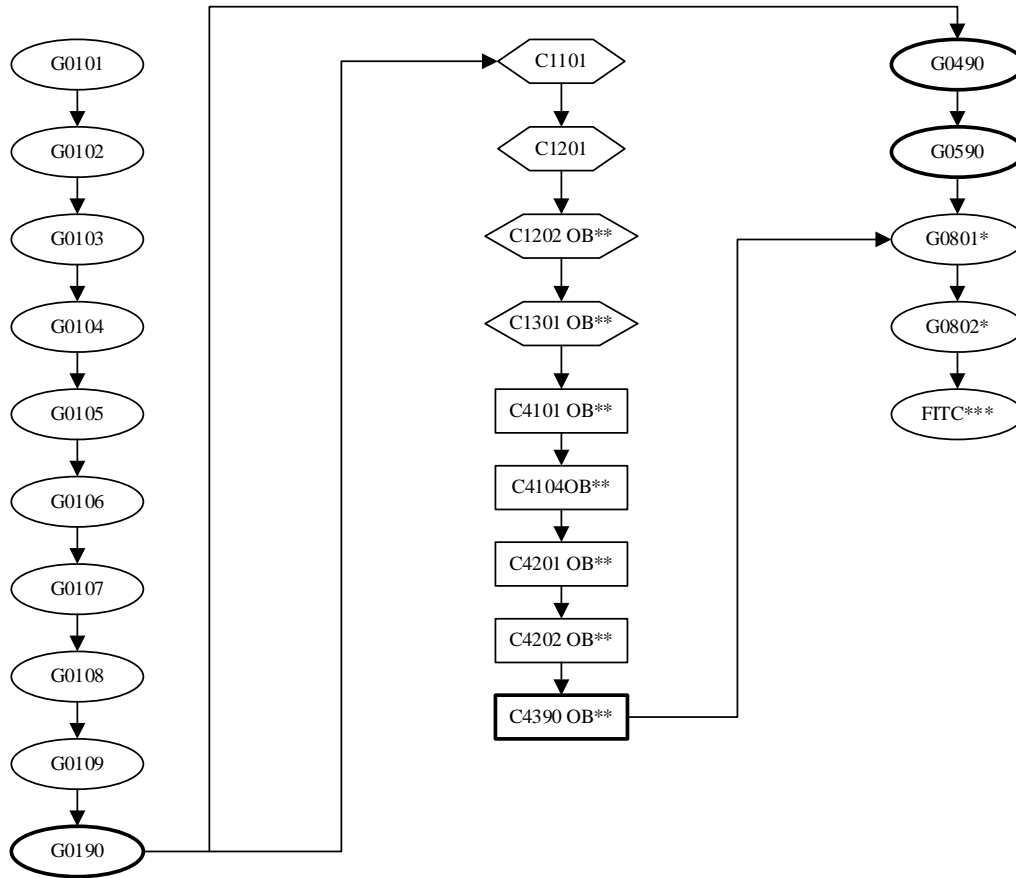 G0101
G0102
G0103
G0104
G0105
G0106
G0107
G0108
G0109
G0190
C1101
C1201
C1202 OB**
C1301 OB**
C4101 OB**
C4104OB**
C4201 OB**
C4202 OB**
C4390 OB**
G0490
G0590
G0801*
G0802*
FITC***